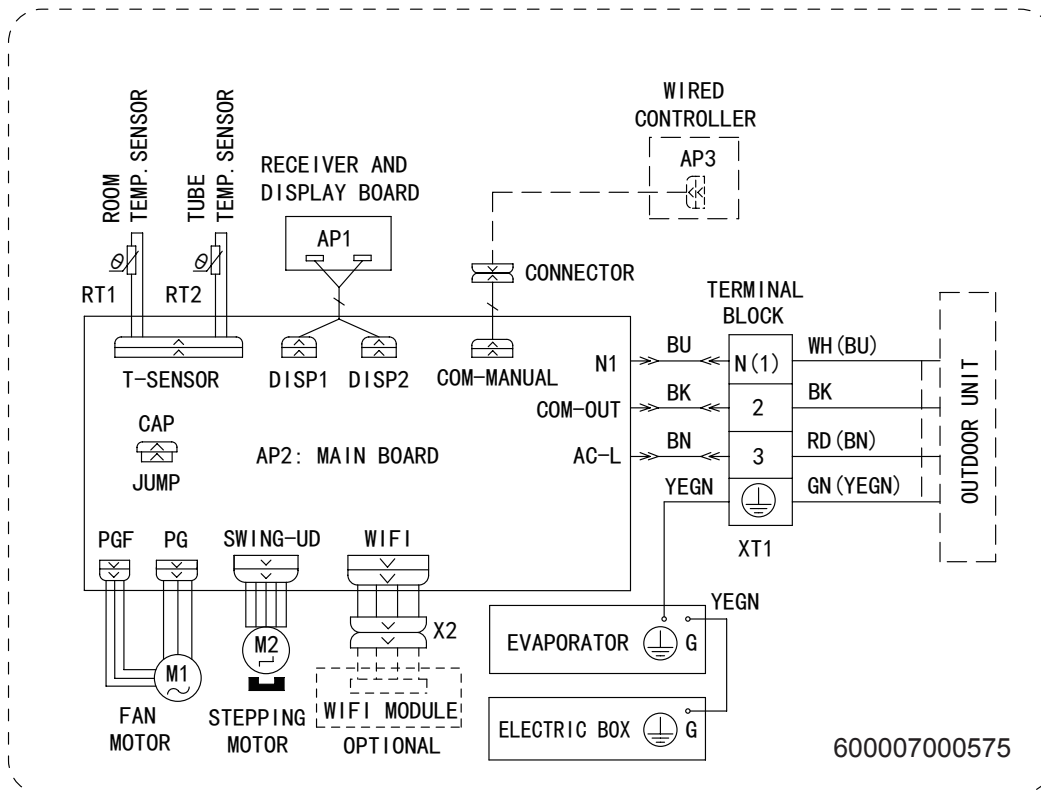 ROOM
TEMP. SENSOR
TUBE
TEMP. SENSOR
RT1
RT2
RECEIVER AND
DISPLAY BOARD
AP1
WIRED
CONTROLLER
AP3
CONNECTOR
T-SENSOR
DISP1
DISP2
COM-MANUAL
CAP
JUMP
AP2: MAIN BOARD
N1
COM-OUT
AC-L
BU
BK
BN
YEGN
TERMINAL
BLOCK
N(1)
2
3
XT1
WH(BU)
BK
RD(BN)
GN(YEGN)
OUTDOOR UNIT
PGF
PG
SWING-UD
WIFI
M1
FAN
MOTOR
M2
STEPPING
MOTOR
X2
WIFI MODULE
OPTIONAL
EVAPORATOR
G
YEGN
ELECTRIC BOX
G
600007000575